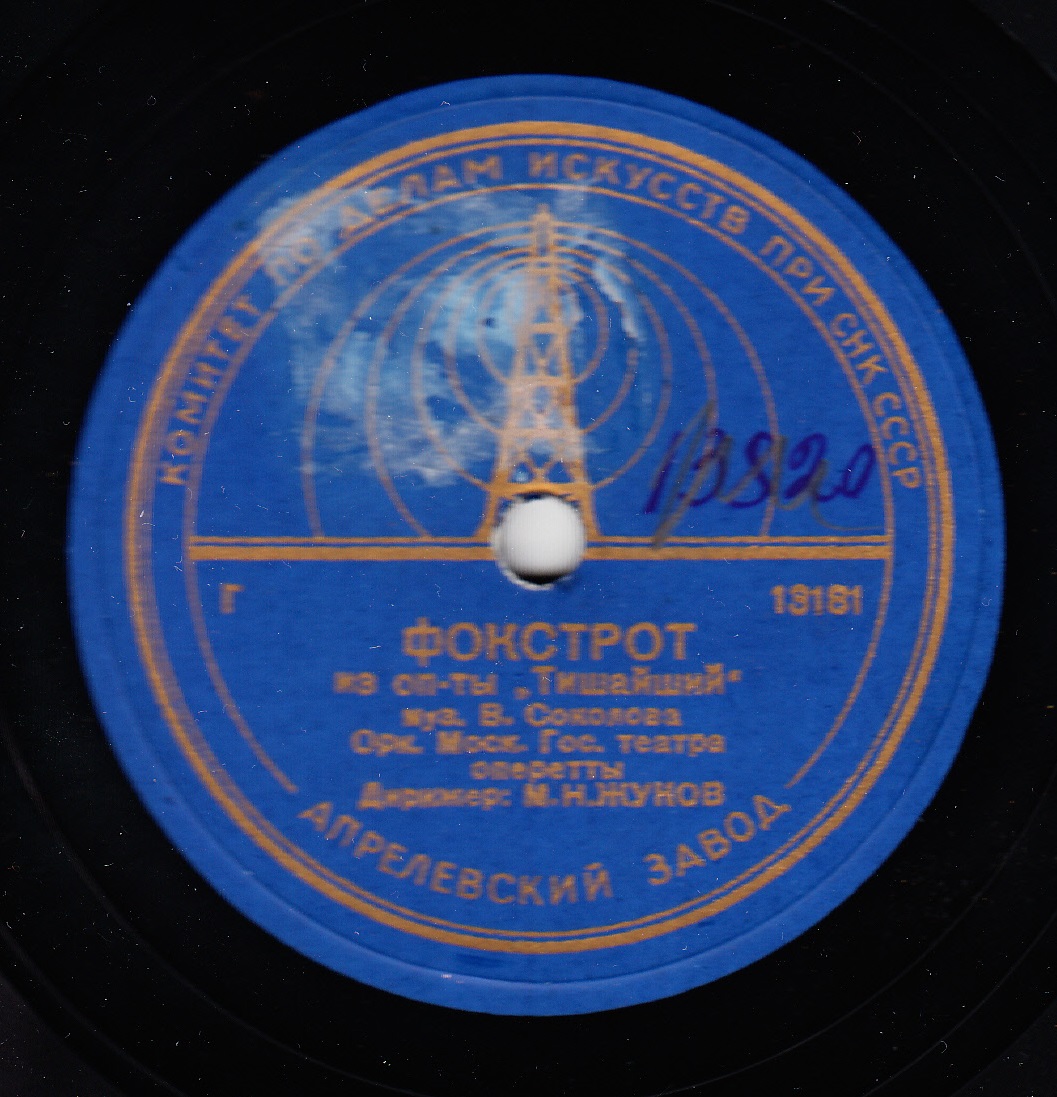 КОМИТЕТ ПО ДЕЛАМ ИСКУССТВ ПРИ СНК СССР
13820
Г 13181
ФОКСТРОТ
из оп-ты „Тишайший"
муз. В. Соколова
Орк. Моск. Гос. театра
оперетты
Дирижер: М.Н.ЖУКОВ
АПРЕЛЕВСКИЙ ЗАВОД